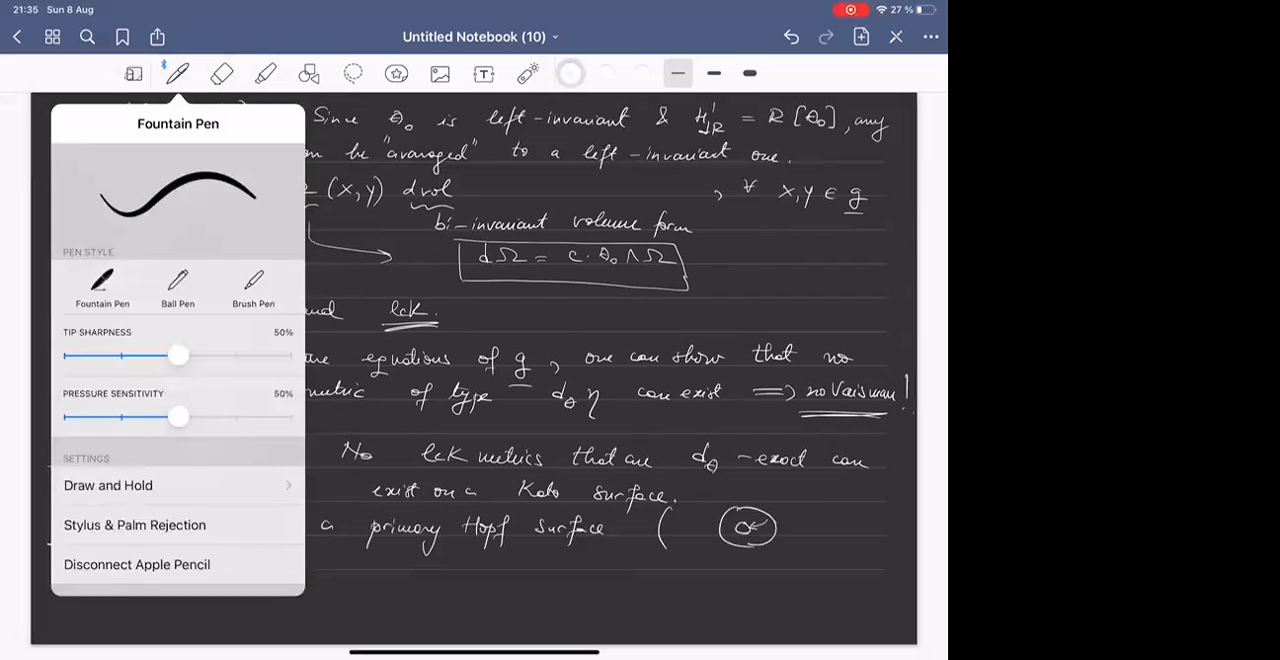 21:35 Sun 8 Aug
27 %
Untitled Notebook (10)
T
Fountain Pen
PEN STYLE
Fountain Pen Ball Pen Brush Pen
TIP SHARPNESS 50%
PRESSURE SENSITIVITY 50%
SETTINGS
Draw and Hold
Stylus & Palm Rejection
Disconnect Apple Pencil
Since θ₀ is left-invariant & H¹dR = R [θ₀], any
be "averaged" to a left-invariant one.
(x, y) dvol , ∀ x, y ∈ g
bi-invariant volume form
dΩ = c · θ₀ ∧ Ω
lck.
equations of g, one can show that no
metric of type dθ η can exist ⟹ no Vaisman!
No lck metrics that are dθ-exact can
exist on a Kato surface.
a primary Hopf surface (